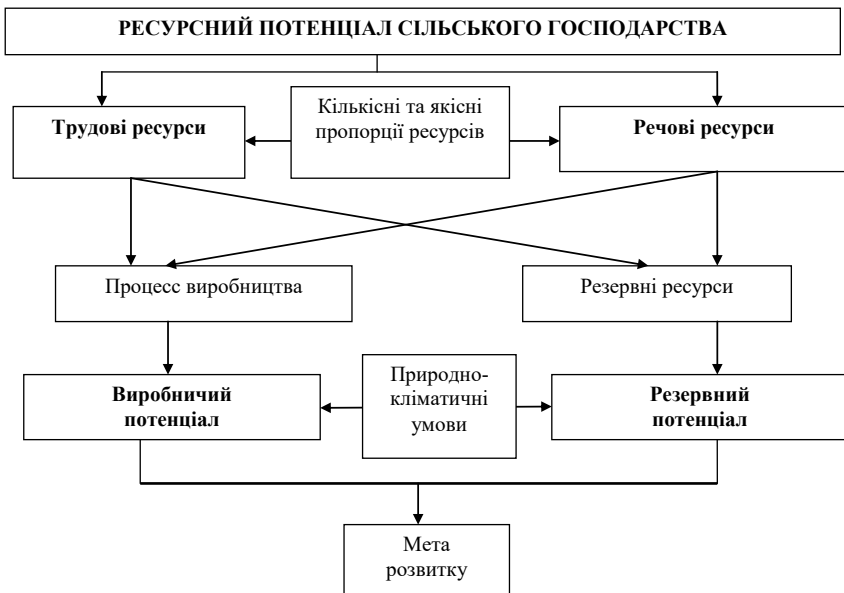 РЕСУРСНИЙ ПОТЕНЦІАЛ СІЛЬСЬКОГО ГОСПОДАРСТВА
Трудові ресурси
Кількісні та якісні
пропорції ресурсів
Речові ресурси
Процесс виробництва
Резервні ресурси
Виробничий
потенціал
Природно-
кліматичні
умови
Резервний
потенціал
Мета
розвитку